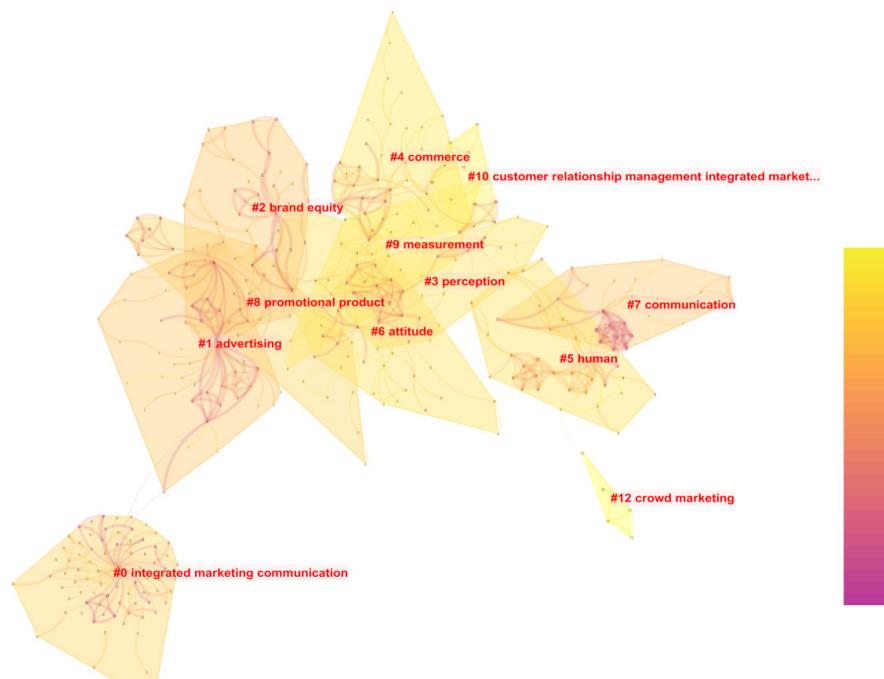 #4 commerce
#10 customer relationship management integrated market...
#2 brand equity
#9 measurement
#3 perception
#8 promotional product
#7 communication
#6 attitude
#1 advertising
#5 human
#12 crowd marketing
#0 integrated marketing communication